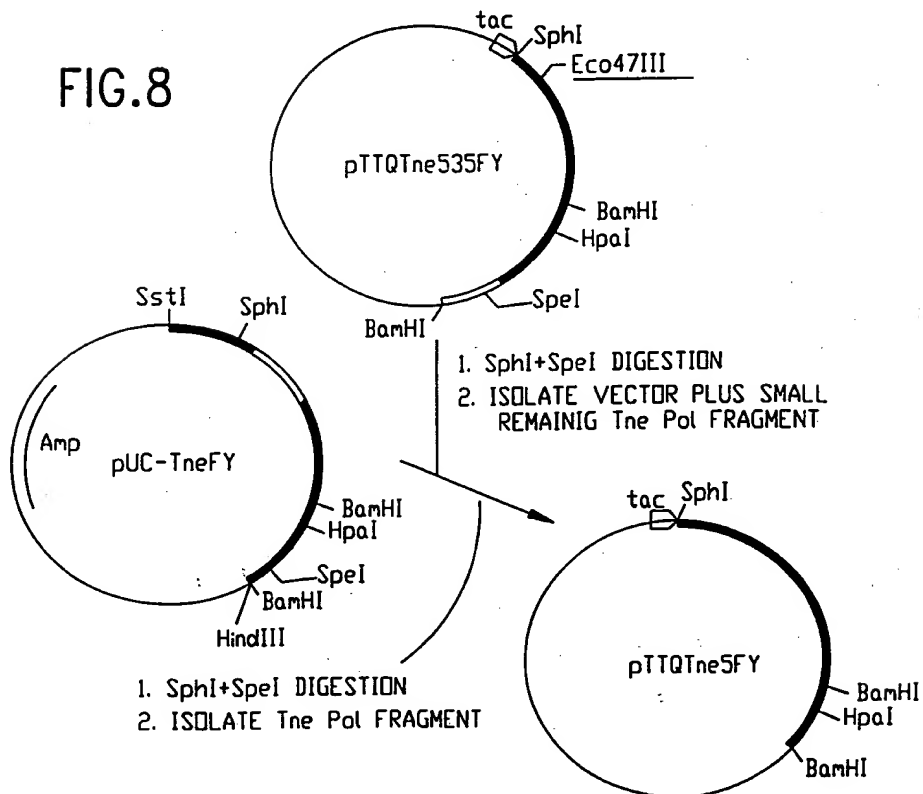 FIG.8
tac
SphI
Eco47III
pTTQTne535FY
BamHI
HpaI
SpeI
BamHI
SstI
SphI
Amp
pUC-TneFY
BamHI
HpaI
SpeI
BamHI
HindIII
1. SphI+SpeI DIGESTION
2. ISOLATE VECTOR PLUS SMALL
REMAINIG Tne Pol FRAGMENT
1. SphI+SpeI DIGESTION
2. ISOLATE Tne Pol FRAGMENT
tac
SphI
pTTQTne5FY
BamHI
HpaI
BamHI